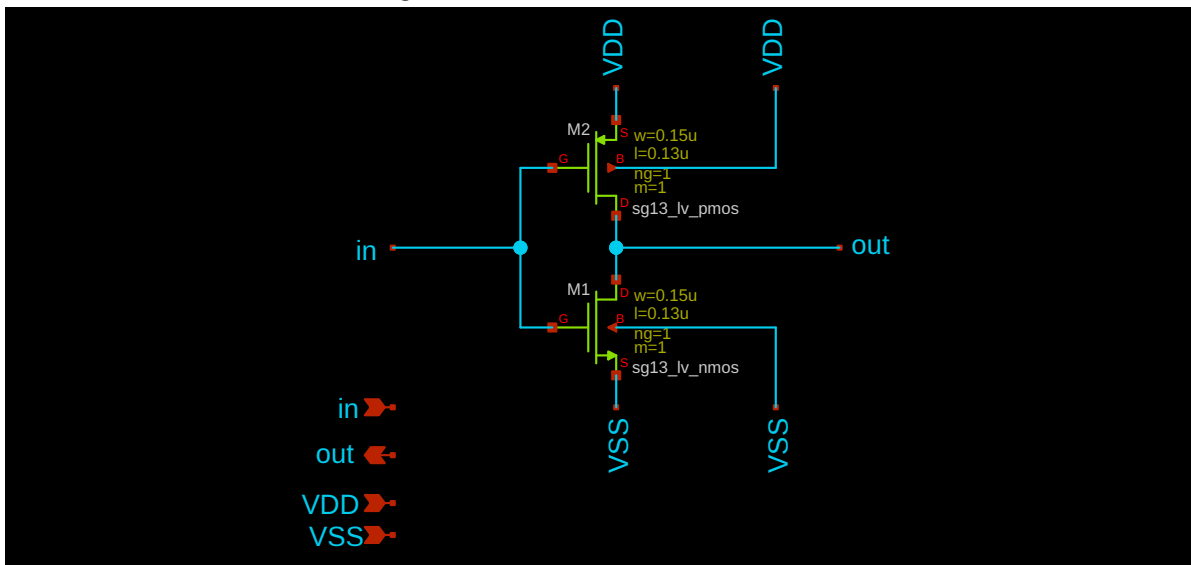 VDD
VDD
M2
S
w=0.15u
l=0.13u
G
B
ng=1
m=1
D
sg13_lv_pmos
in
out
M1
D
w=0.15u
l=0.13u
G
B
ng=1
m=1
S
sg13_lv_nmos
VSS
VSS
in
out
VDD
VSS